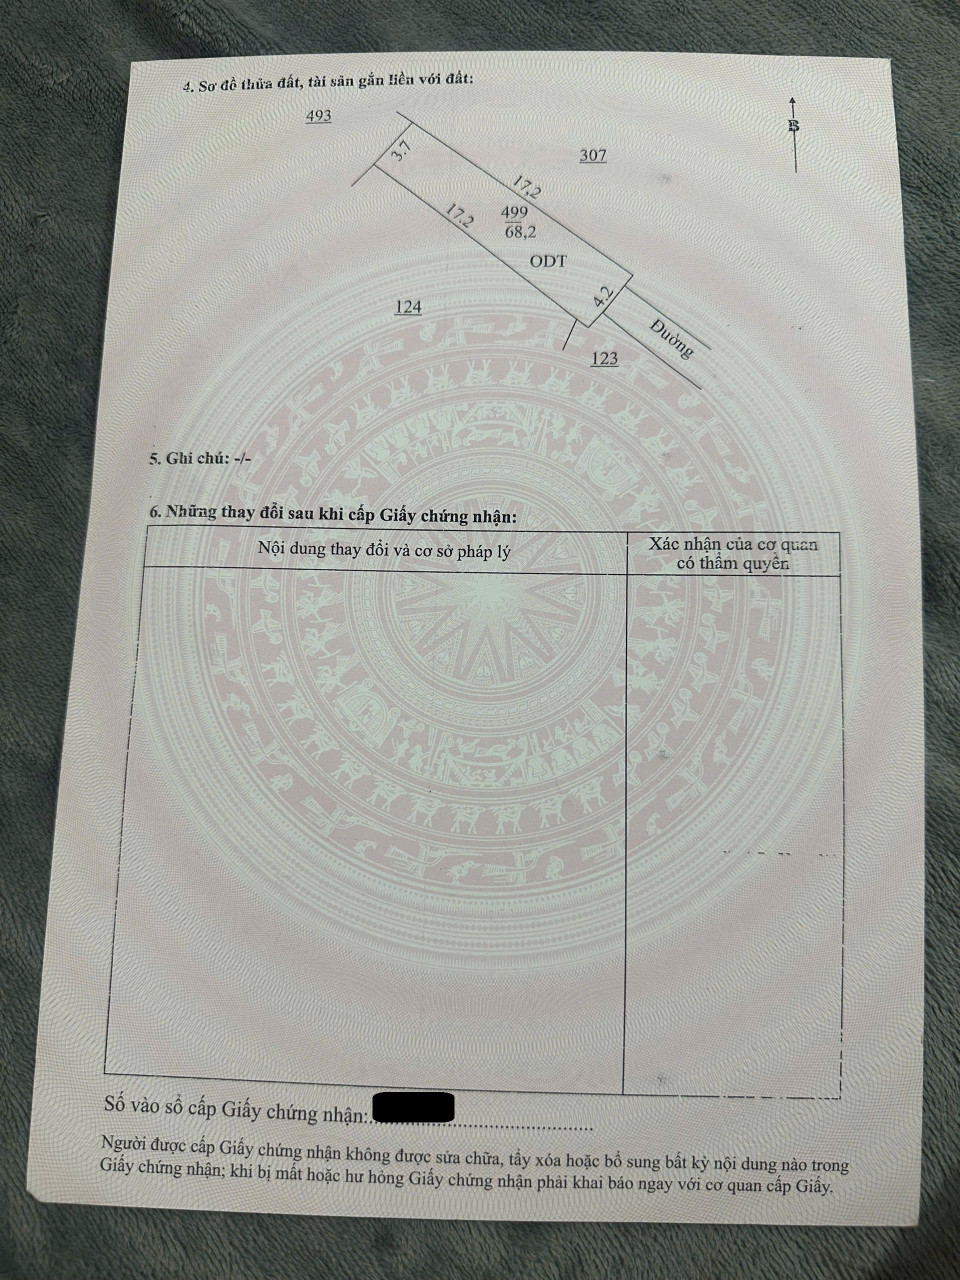 4. Sơ đồ thửa đất, tài sản gắn liền với đất:
493
B
3.7
307
17,2
17.2
499
68,2
ODT
4.2
124
Đường
123
5. Ghi chú: -/-
6. Những thay đổi sau khi cấp Giấy chứng nhận:
Nội dung thay đổi và cơ sở pháp lý
Xác nhận của cơ quan
có thẩm quyền
Số vào sổ cấp Giấy chứng nhận:
Người được cấp Giấy chứng nhận không được sửa chữa, tẩy xóa hoặc bổ sung bất kỳ nội dung nào trong
Giấy chứng nhận; khi bị mất hoặc hư hỏng Giấy chứng nhận phải khai báo ngay với cơ quan cấp Giấy.